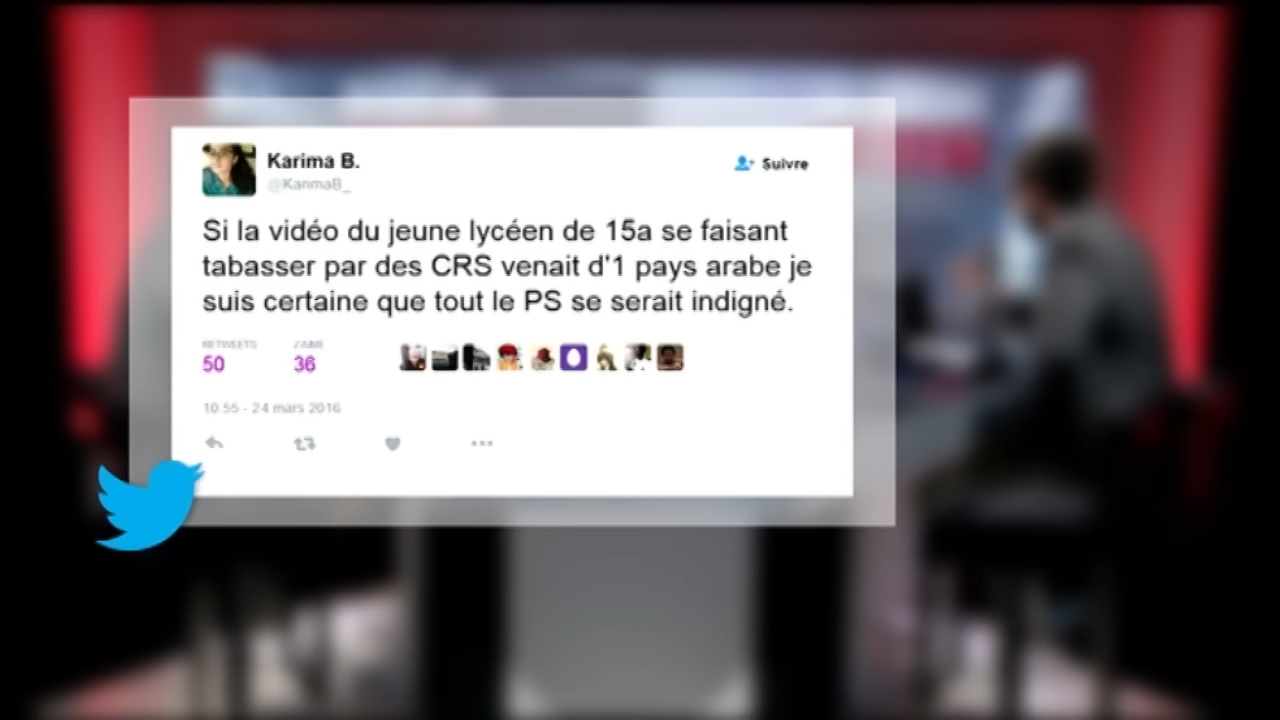 Karima B.
@KarimaB_
Suivre
Si la vidéo du jeune lycéen de 15a se faisant
tabasser par des CRS venait d'1 pays arabe je
suis certaine que tout le PS se serait indigné.
RETWEETS
J'AIME
50
36
10:55 - 24 mars 2016